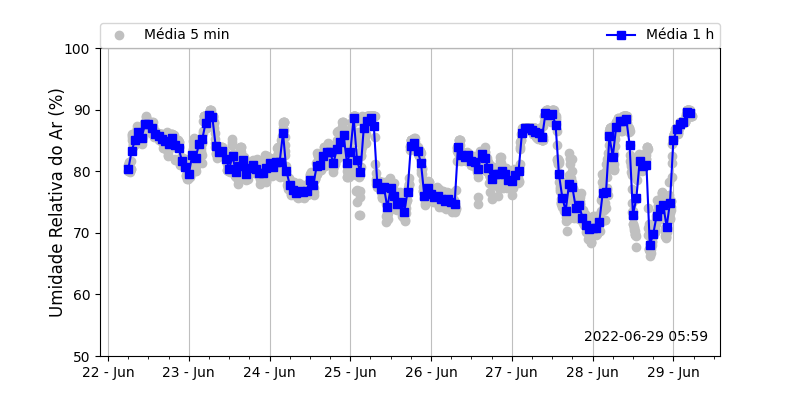 Média 5 min
Média 1 h
Umidade Relativa do Ar (%)
100
90
80
70
60
50
2022-06-29 05:59
22 - Jun
23 - Jun
24 - Jun
25 - Jun
26 - Jun
27 - Jun
28 - Jun
29 - Jun